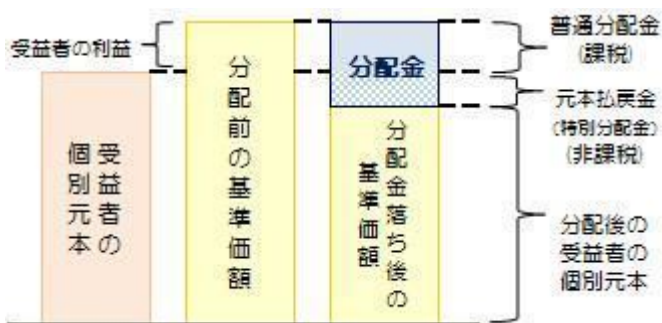 受益者の利益
受益者の
個別元本
分配前の基準価額
分配金
分配金落ち後の
基準価額
普通分配金
(課税)
元本払戻金
(特別分配金)
(非課税)
分配後の
受益者の
個別元本